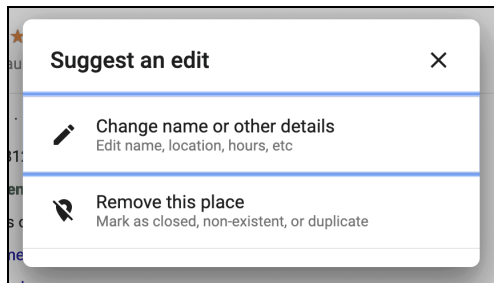 Suggest an edit
Change name or other details
Edit name, location, hours, etc
Remove this place
Mark as closed, non-existent, or duplicate